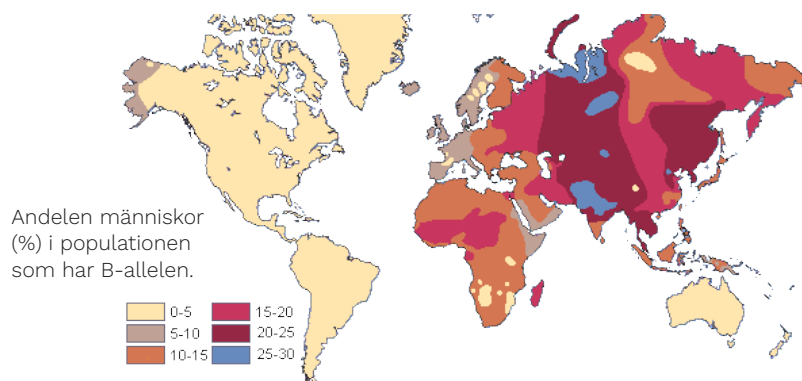 Andelen människor
(%) i populationen
som har B-allelen.
0-5
5-10
10-15
15-20
20-25
25-30